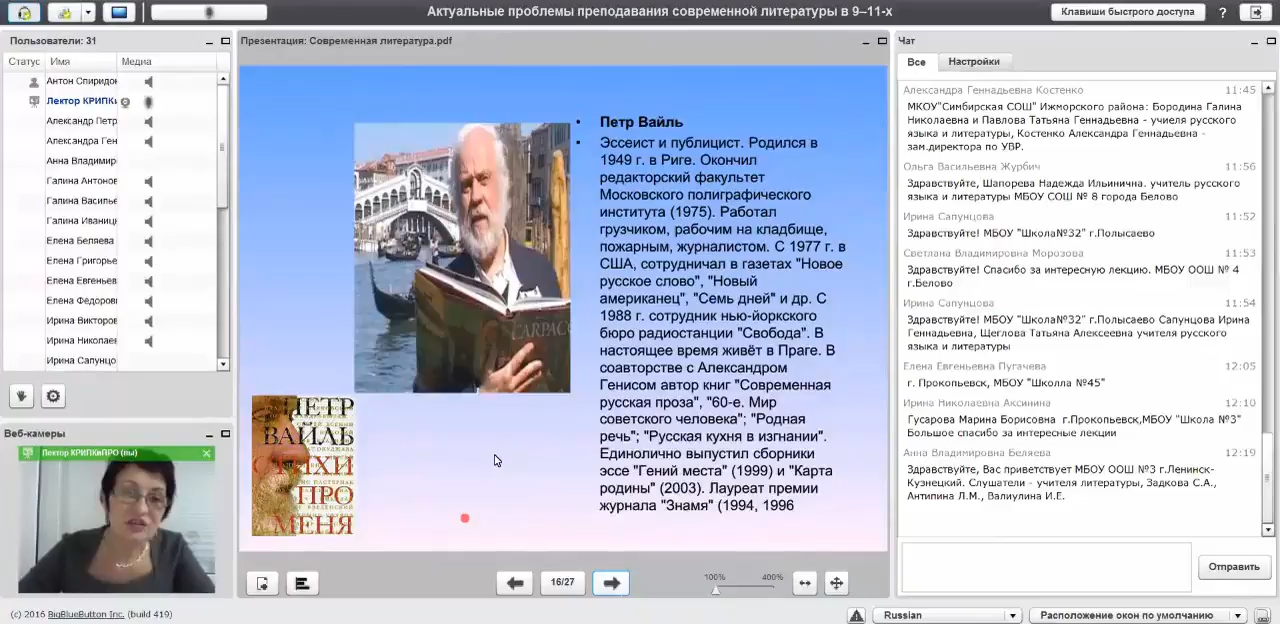 Актуальные проблемы преподавания современной литературы в 9–11-х
Клавиши быстрого доступа
?
Пользователи: 31
Статус Имя Медиа
Антон Спиридон
Лектор КРИПКи
Александр Петр
Александра Ген
Анна Владимир
Галина Антонов
Галина Василье
Галина Иваниц
Елена Беляева
Елена Григорье
Елена Евгеньев
Елена Федоров
Ирина Викторов
Ирина Николаев
Ирина Сапунцо
Веб-камеры
Лектор КРИПКиПРО (вы)
Презентация: Современная литература.pdf
• Петр Вайль
• Эссеист и публицист. Родился в
1949 г. в Риге. Окончил
редакторский факультет
Московского полиграфического
института (1975). Работал
грузчиком, рабочим на кладбище,
пожарным, журналистом. С 1977 г. в
США, сотрудничал в газетах "Новое
русское слово", "Новый
американец", "Семь дней" и др. С
1988 г. сотрудник нью-йоркского
бюро радиостанции "Свобода". В
настоящее время живёт в Праге. В
соавторстве с Александром
Генисом автор книг "Современная
русская проза", "60-е. Мир
советского человека"; "Родная
речь"; "Русская кухня в изгнании".
Единолично выпустил сборники
эссе "Гений места" (1999) и "Карта
родины" (2003). Лауреат премии
журнала "Знамя" (1994, 1996
CARPAC
ПЕТР
ВАЙЛЬ
СТИХИ
ПРО
МЕНЯ
16/27
100% 400%
Чат
Все Настройки
Александра Геннадьевна Костенко 11:45
МКОУ"Симбирская СОШ" Ижморского района: Бородина Галина
Николаевна и Павлова Татьяна Геннадьевна - учиеля русского
языка и литературы, Костенко Александра Геннадьевна -
зам.директора по УВР.
Ольга Васильевна Журбич 11:56
Здравствуйте, Шапорева Надежда Ильинична. учитель русского
языка и литературы МБОУ СОШ № 8 города Белово
Ирина Сапунцова 11:52
Здравствуйте! МБОУ "Школа№32" г.Полысаево
Светлана Владимировна Морозова 11:53
Здравствуйте! Спасибо за интересную лекцию. МБОУ ООШ № 4
г.Белово
Ирина Сапунцова 11:54
Здравствуйте! МБОУ "Школа№32" г.Полысаево Сапунцова Ирина
Геннадьевна, Щеглова Татьяна Алексеевна учителя русского
языка и литературы
Елена Евгеньевна Пугачева 12:05
г. Прокопьевск, МБОУ "Школла №45"
Ирина Николаевна Аксинина 12:10
Гусарова Марина Борисовна г.Прокопьевск,МБОУ "Школа №3"
Большое спасибо за интересные лекции
Анна Владимировна Беляева 12:19
Здравствуйте, Вас приветствует МБОУ ООШ №3 г.Ленинск-
Кузнецкий. Слушатели - учителя литературы, Задкова С.А.,
Антипина Л.М., Валиулина И.Е.
Отправить
(c) 2016 BigBlueButton Inc. (build 419)
Russian
Расположение окон по умолчанию